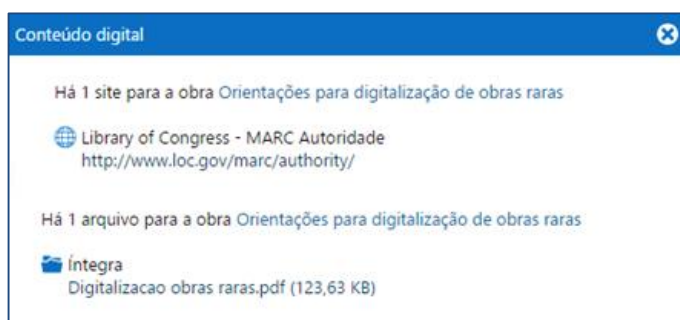 Conteúdo digital
Há 1 site para a obra Orientações para digitalização de obras raras
Library of Congress - MARC Autoridade
http://www.loc.gov/marc/authority/
Há 1 arquivo para a obra Orientações para digitalização de obras raras
Íntegra
Digitalizacao obras raras.pdf (123,63 KB)